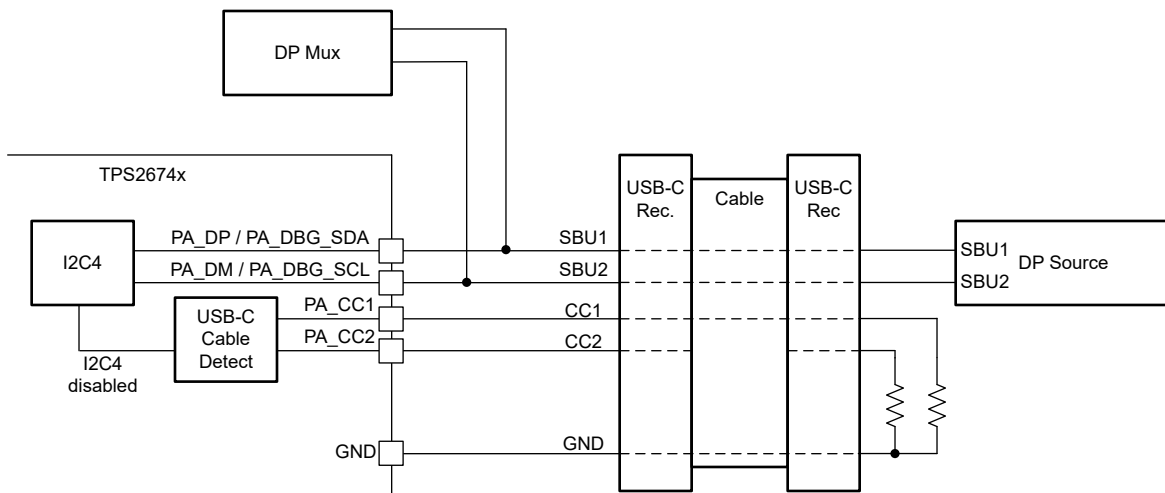 DP Mux
TPS2674x
USB-C
Rec.
Cable
USB-C
Rec
I2C4
PA_DP / PA_DBG_SDA
SBU1
SBU1
DP Source
PA_DM / PA_DBG_SCL
SBU2
SBU2
USB-C
Cable
Detect
PA_CC1
CC1
PA_CC2
CC2
I2C4
disabled
GND
GND